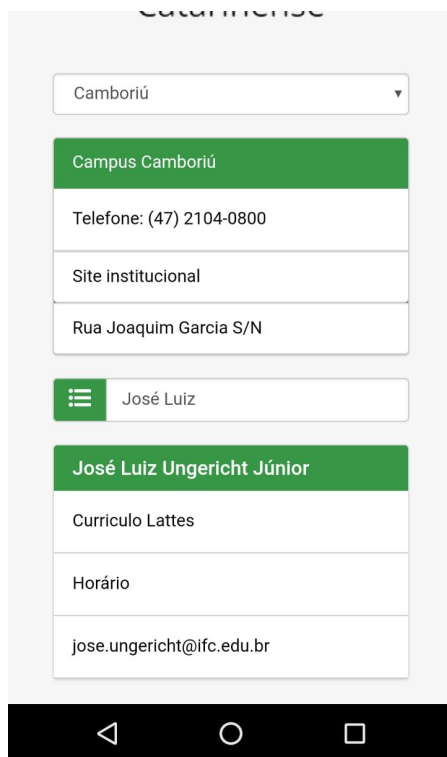 Camboriú
Campus Camboriú
Telefone: (47) 2104-0800
Site institucional
Rua Joaquim Garcia S/N
José Luiz
José Luiz Ungericht Júnior
Curriculo Lattes
Horário
jose.ungericht@ifc.edu.br